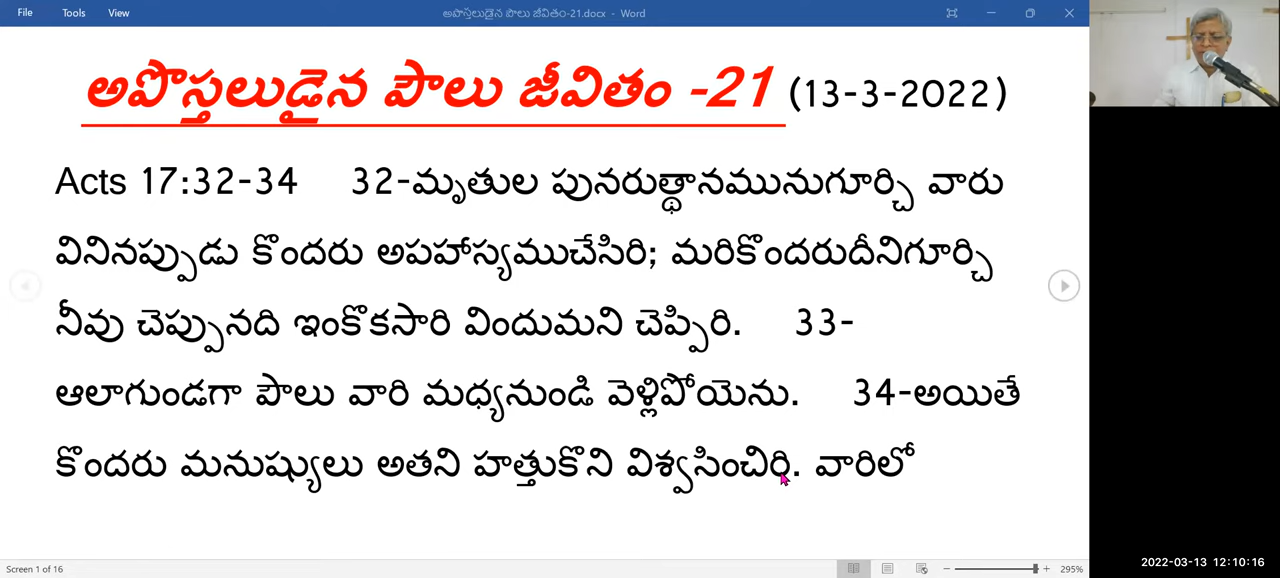 File Tools View అపొస్తలుడైన పౌలు జీవితం-21.docx - Word
అపొస్తలుడైన పౌలు జీవితం -21 (13-3-2022)
Acts 17:32-34 32-మృతుల పునరుత్థానమునుగూర్చి వారు
వినినప్పుడు కొందరు అపహాస్యముచేసిరి; మరికొందరుదీనిగూర్చి
నీవు చెప్పునది ఇంకొకసారి విందుమని చెప్పిరి. 33-
ఆలాగుండగా పౌలు వారి మధ్యనుండి వెళ్లిపోయెను. 34-అయితే
కొందరు మనుష్యులు అతని హత్తుకొని విశ్వసించిరి. వారిలో
Screen 1 of 16 295%
2022-03-13 12:10:16